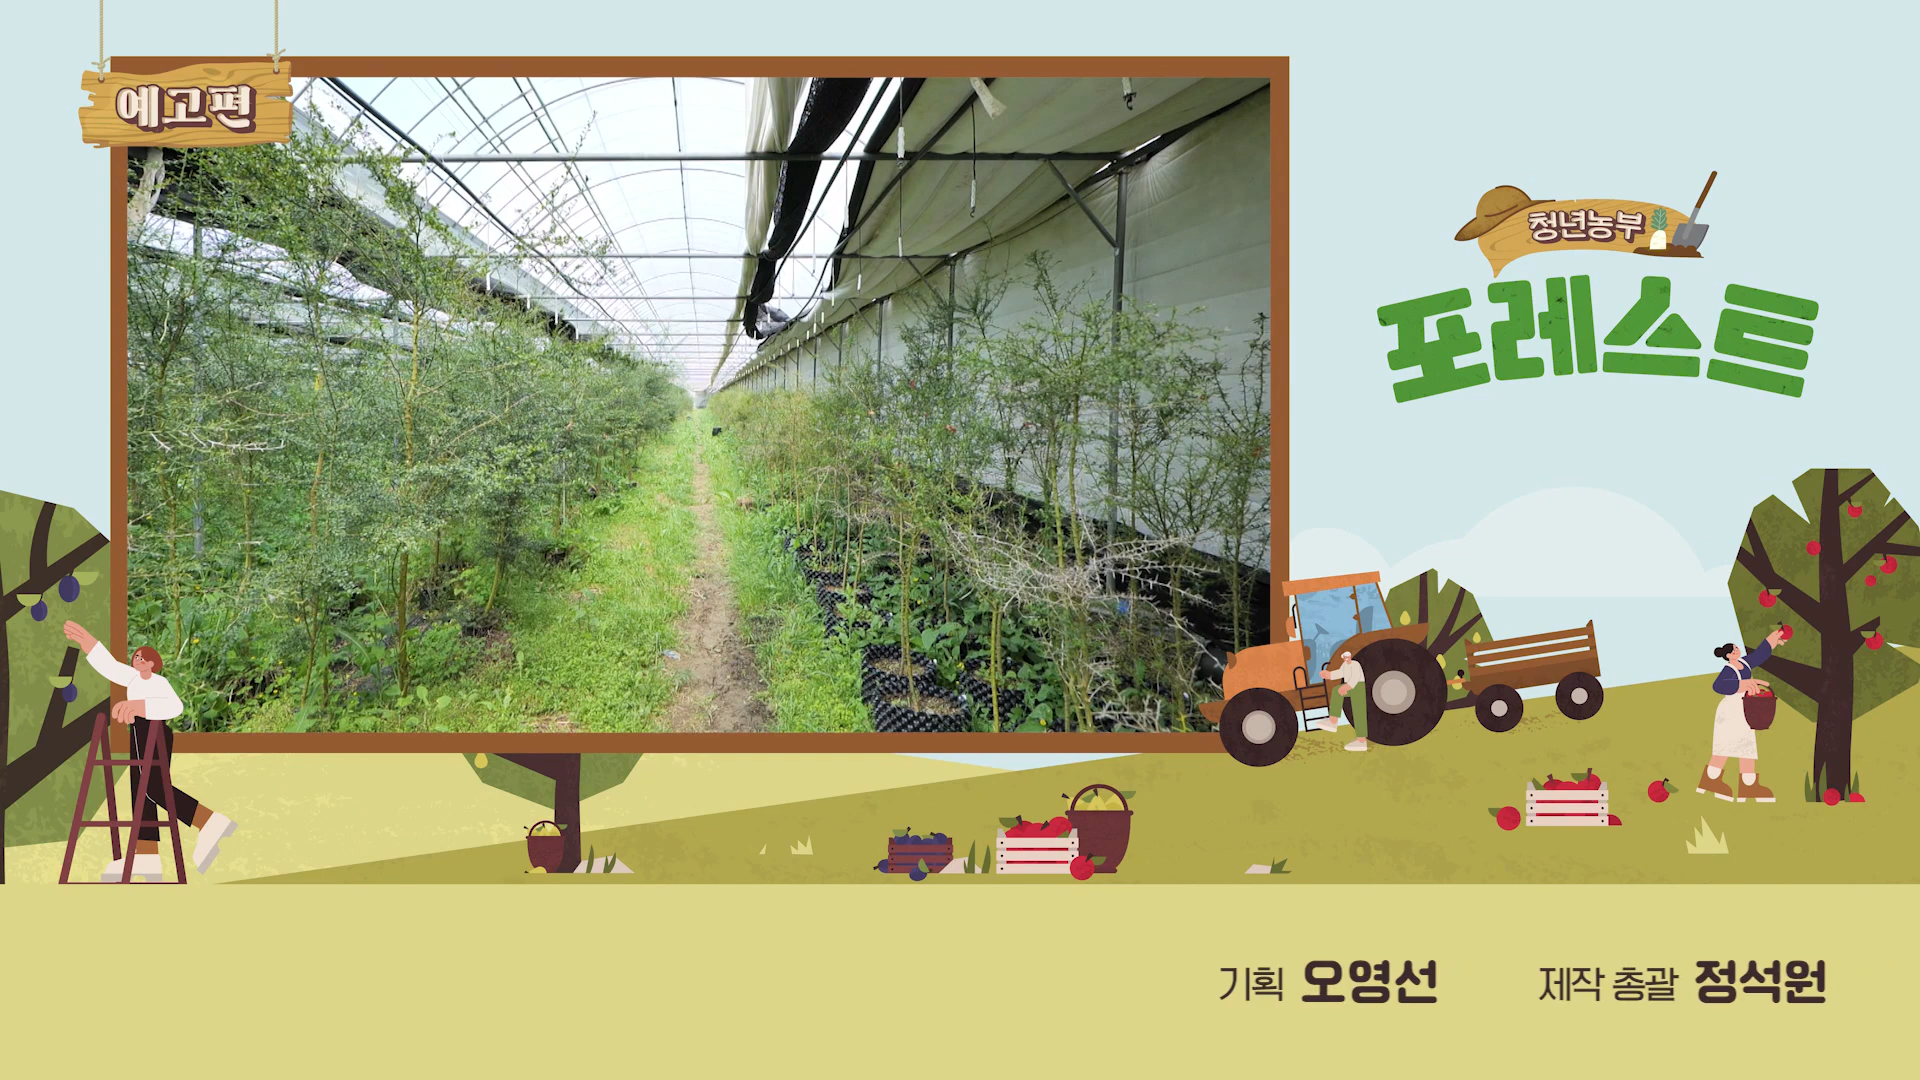 예고편
청년농부
포레스트
기획 오영선
제작 총괄 정석원